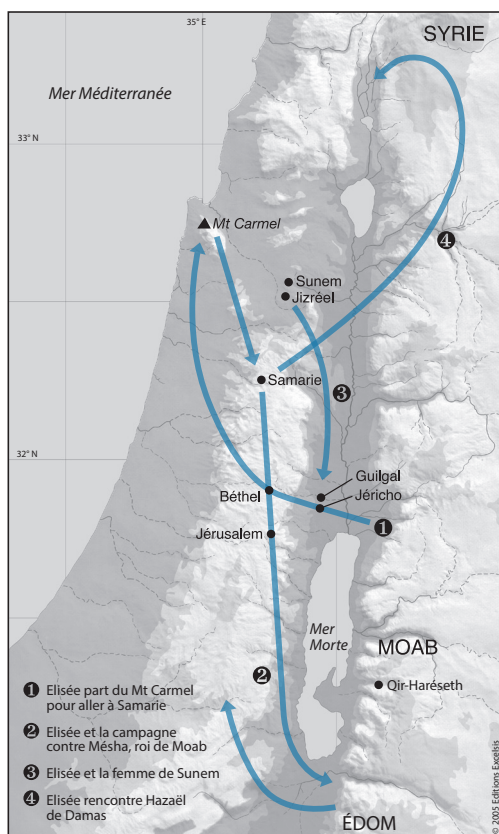 35° E
SYRIE
Mer Méditerranée
33° N
Mt Carmel
4
Sunem
Jizréel
Samarie
3
32° N
Guilgal
Béthel
Jéricho
1
Jérusalem
Mer
Morte
MOAB
2
Qir-Haréseth
1 Elisée part du Mt Carmel
pour aller à Samarie
2 Elisée et la campagne
contre Mésha, roi de Moab
3 Elisée et la femme de Sunem
4 Elisée rencontre Hazaël
de Damas
ÉDOM
© 2005 Editions Excelsis